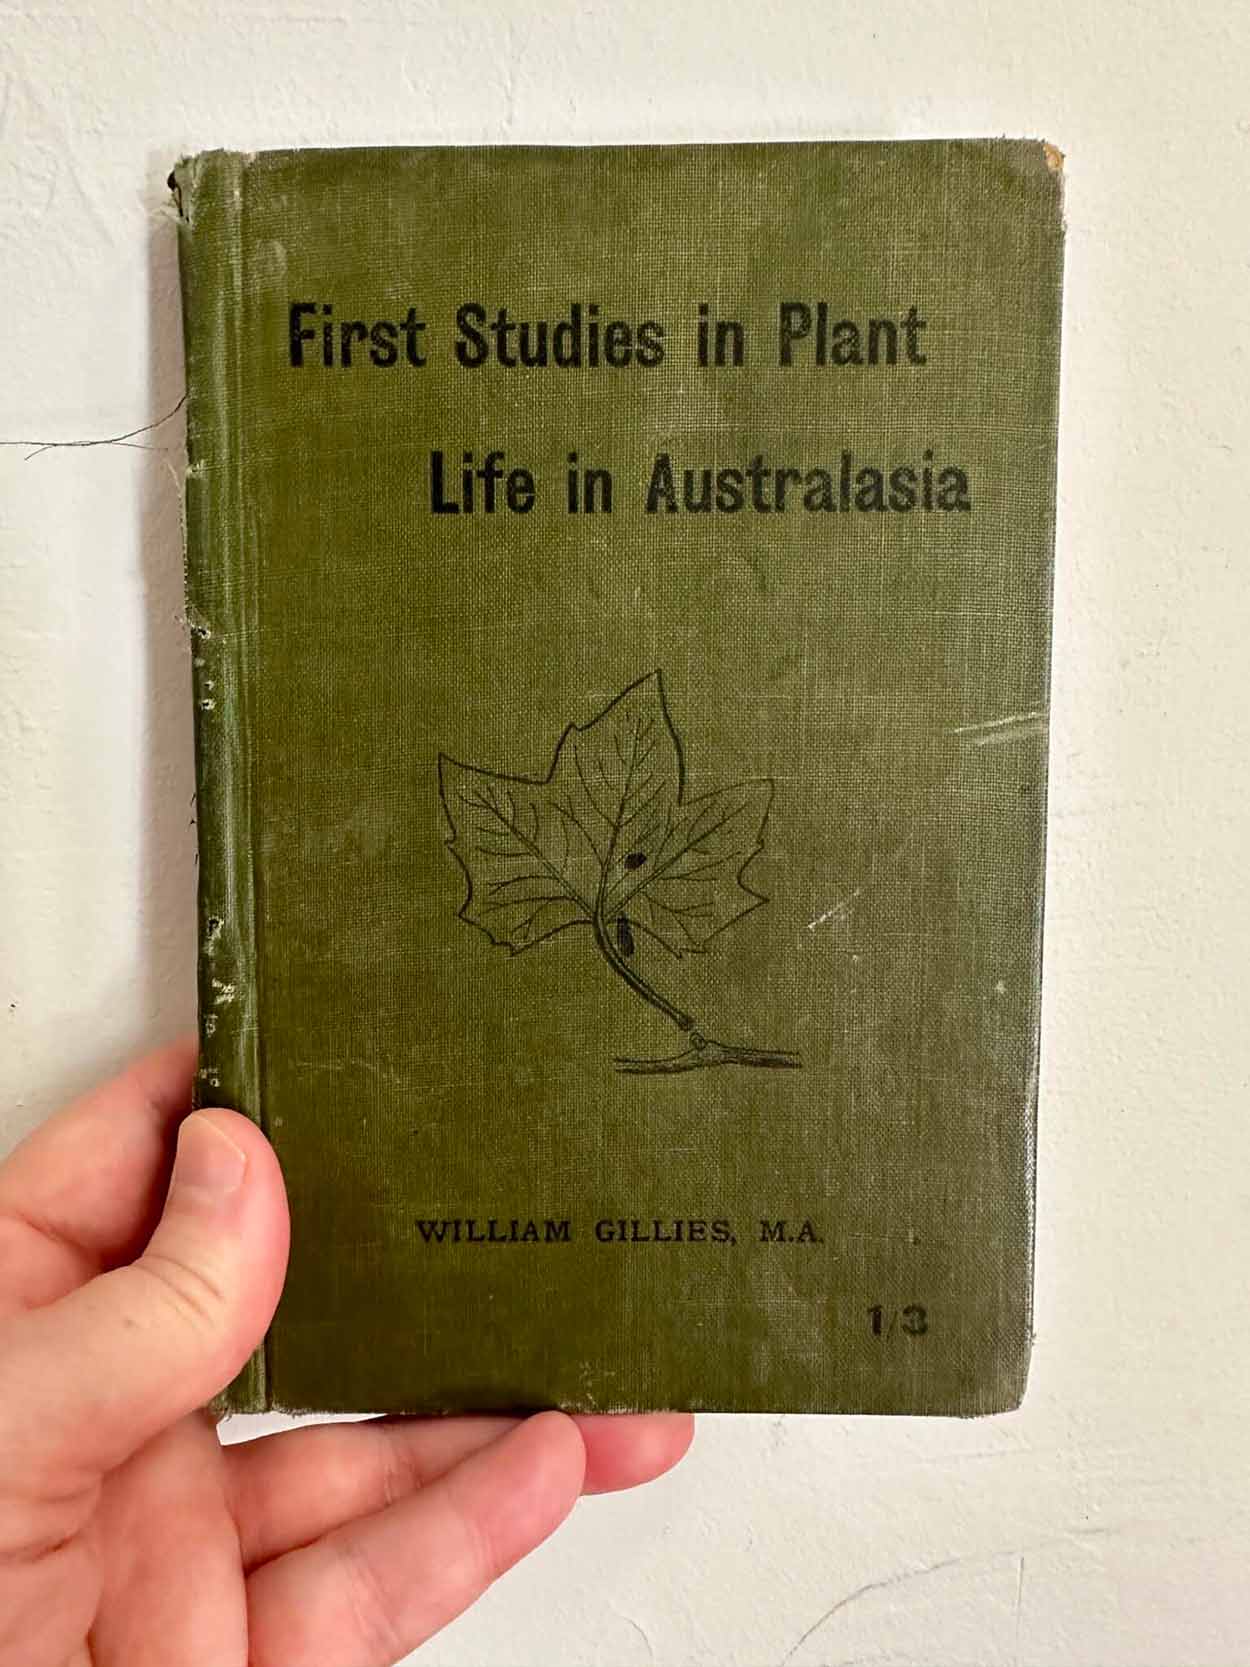 First Studies in Plant
Life in Australasia
WILLIAM GILLIES, M.A.
1/3